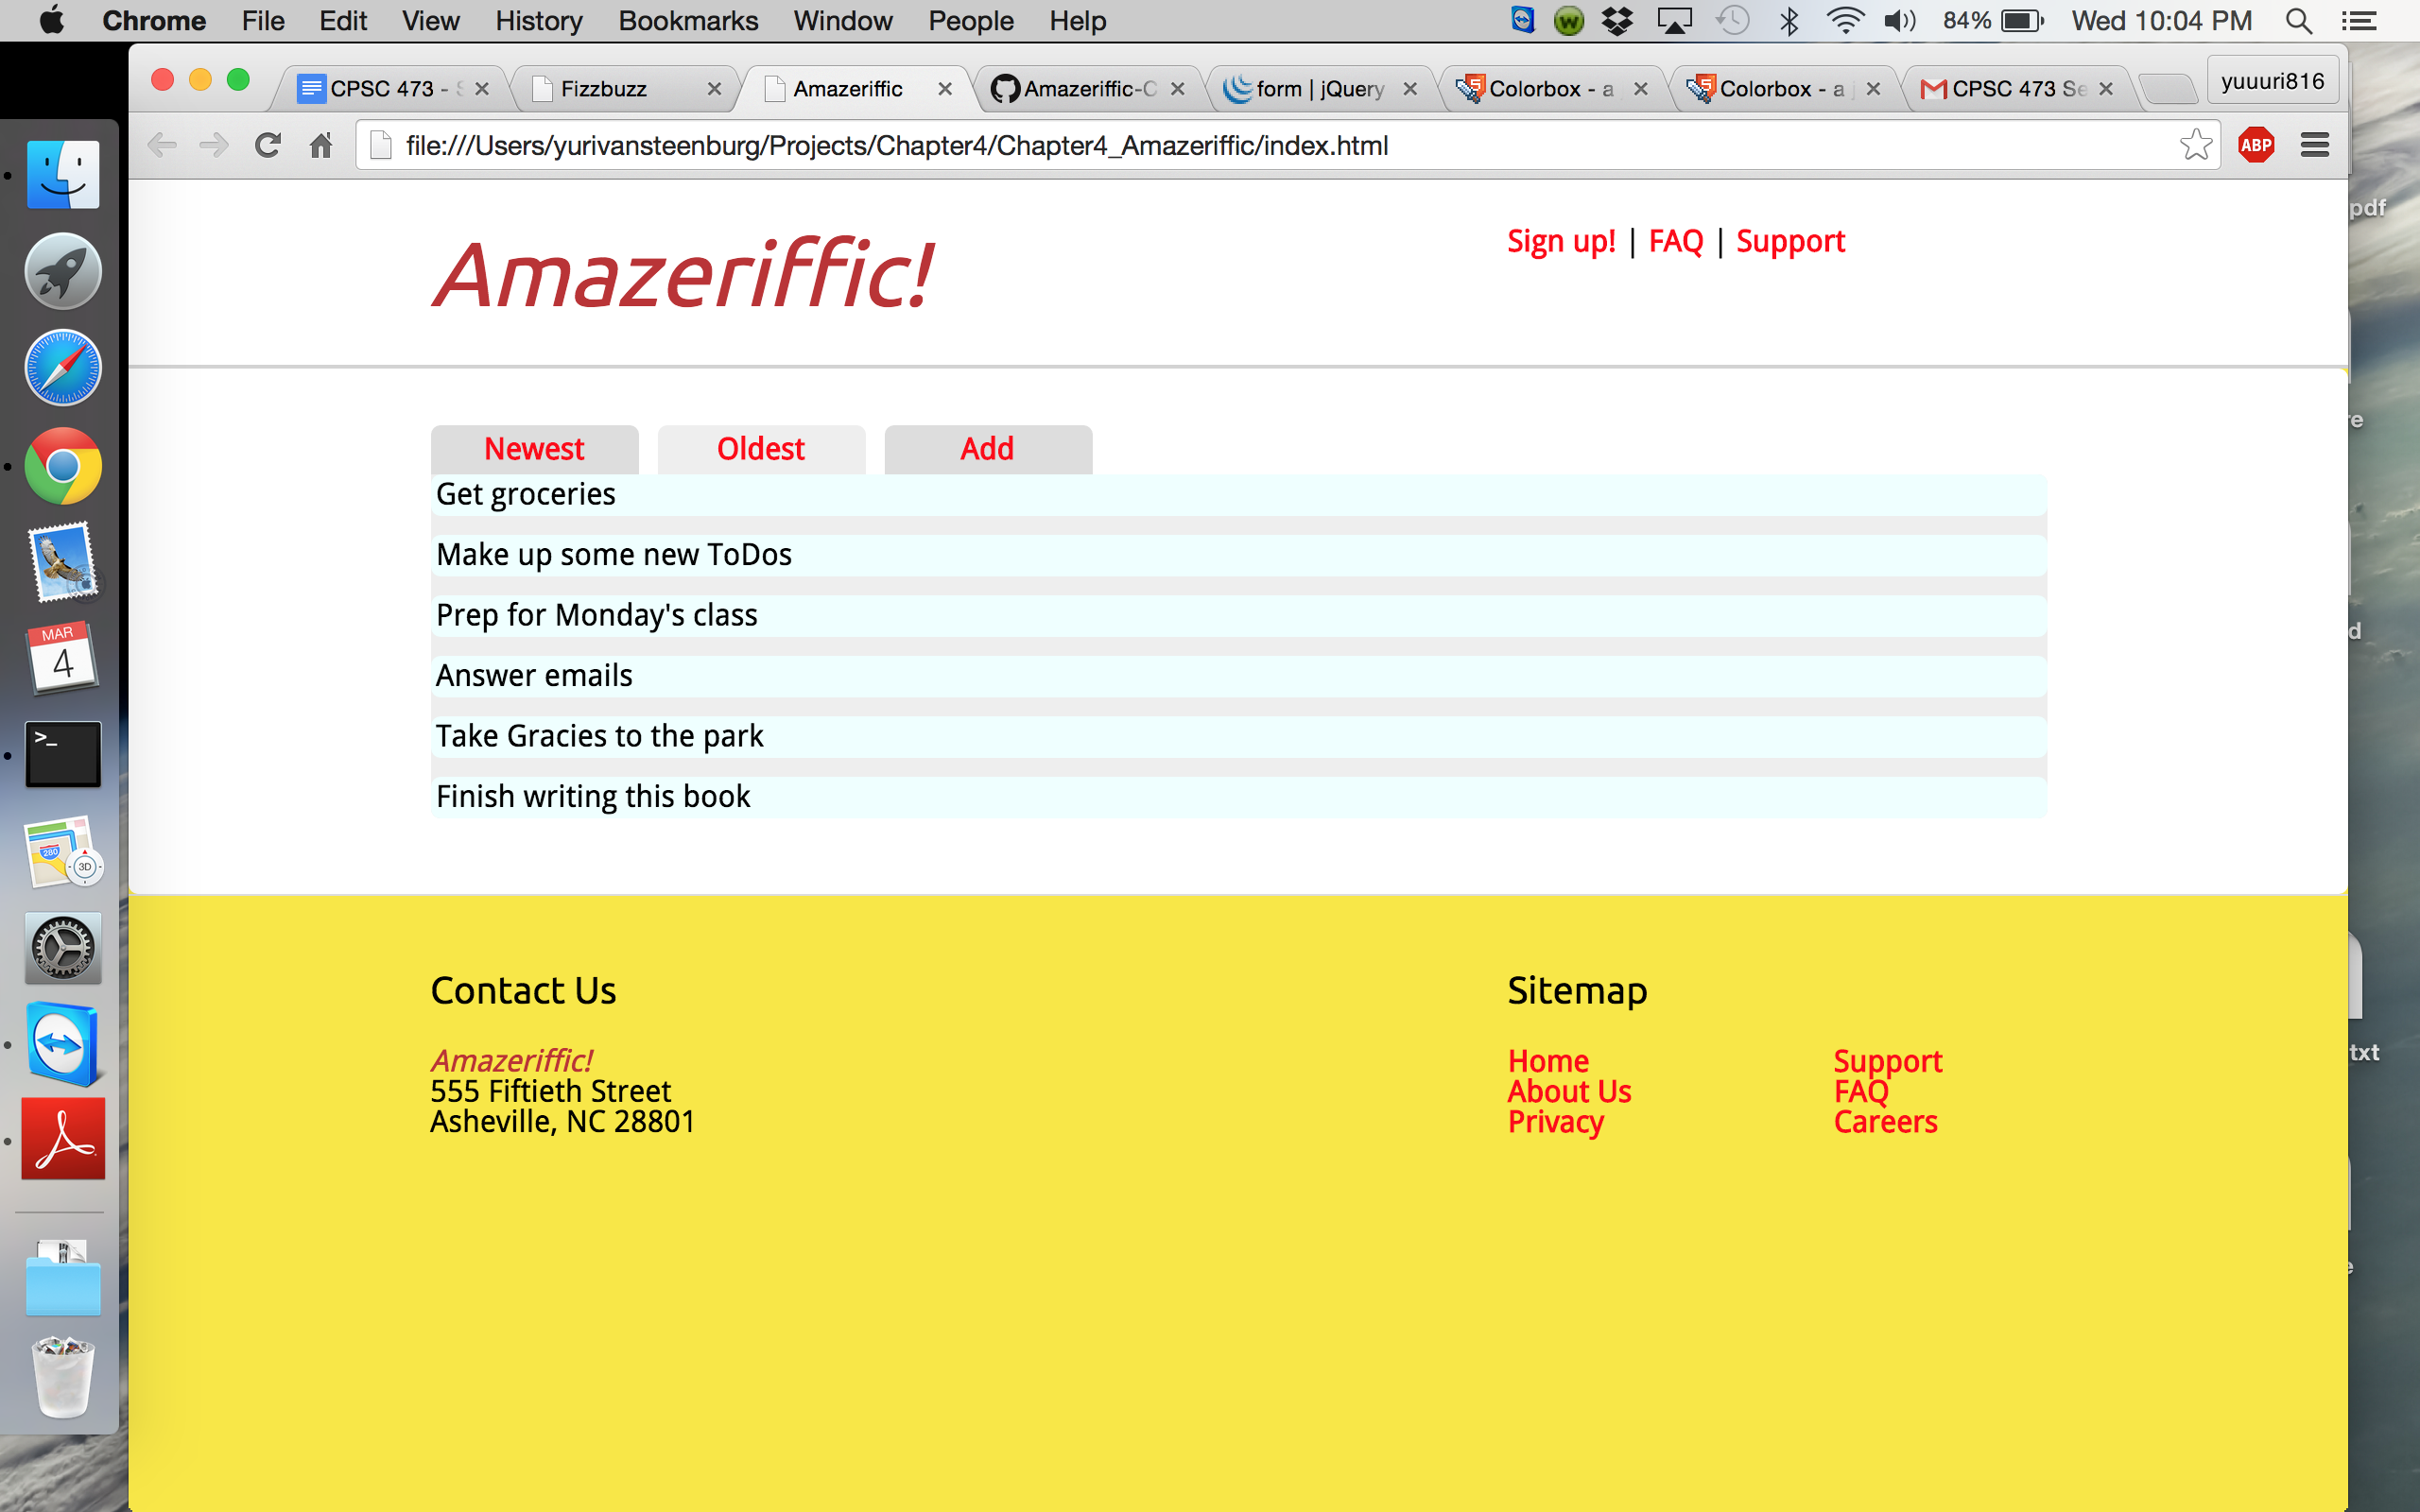 Chrome File Edit View History Bookmarks Window People Help 84% Wed 10:04 PM
CPSC 473 - Fizzbuzz Amazeriffic Amazeriffic-C form | jQuery Colorbox - a Colorbox - a CPSC 473 Se yuuuri816
file:///Users/yurivansteenburg/Projects/Chapter4/Chapter4_Amazeriffic/index.html ABP
pdf
Amazeriffic!
Sign up! | FAQ | Support
Newest Oldest Add
Get groceries
Make up some new ToDos
Prep for Monday's class
Answer emails
Take Gracies to the park
Finish writing this book
MAR
4
280
3D
Contact Us
Amazeriffic!
555 Fiftieth Street
Asheville, NC 28801
Sitemap
Home
About Us
Privacy
Support
FAQ
Careers
txt